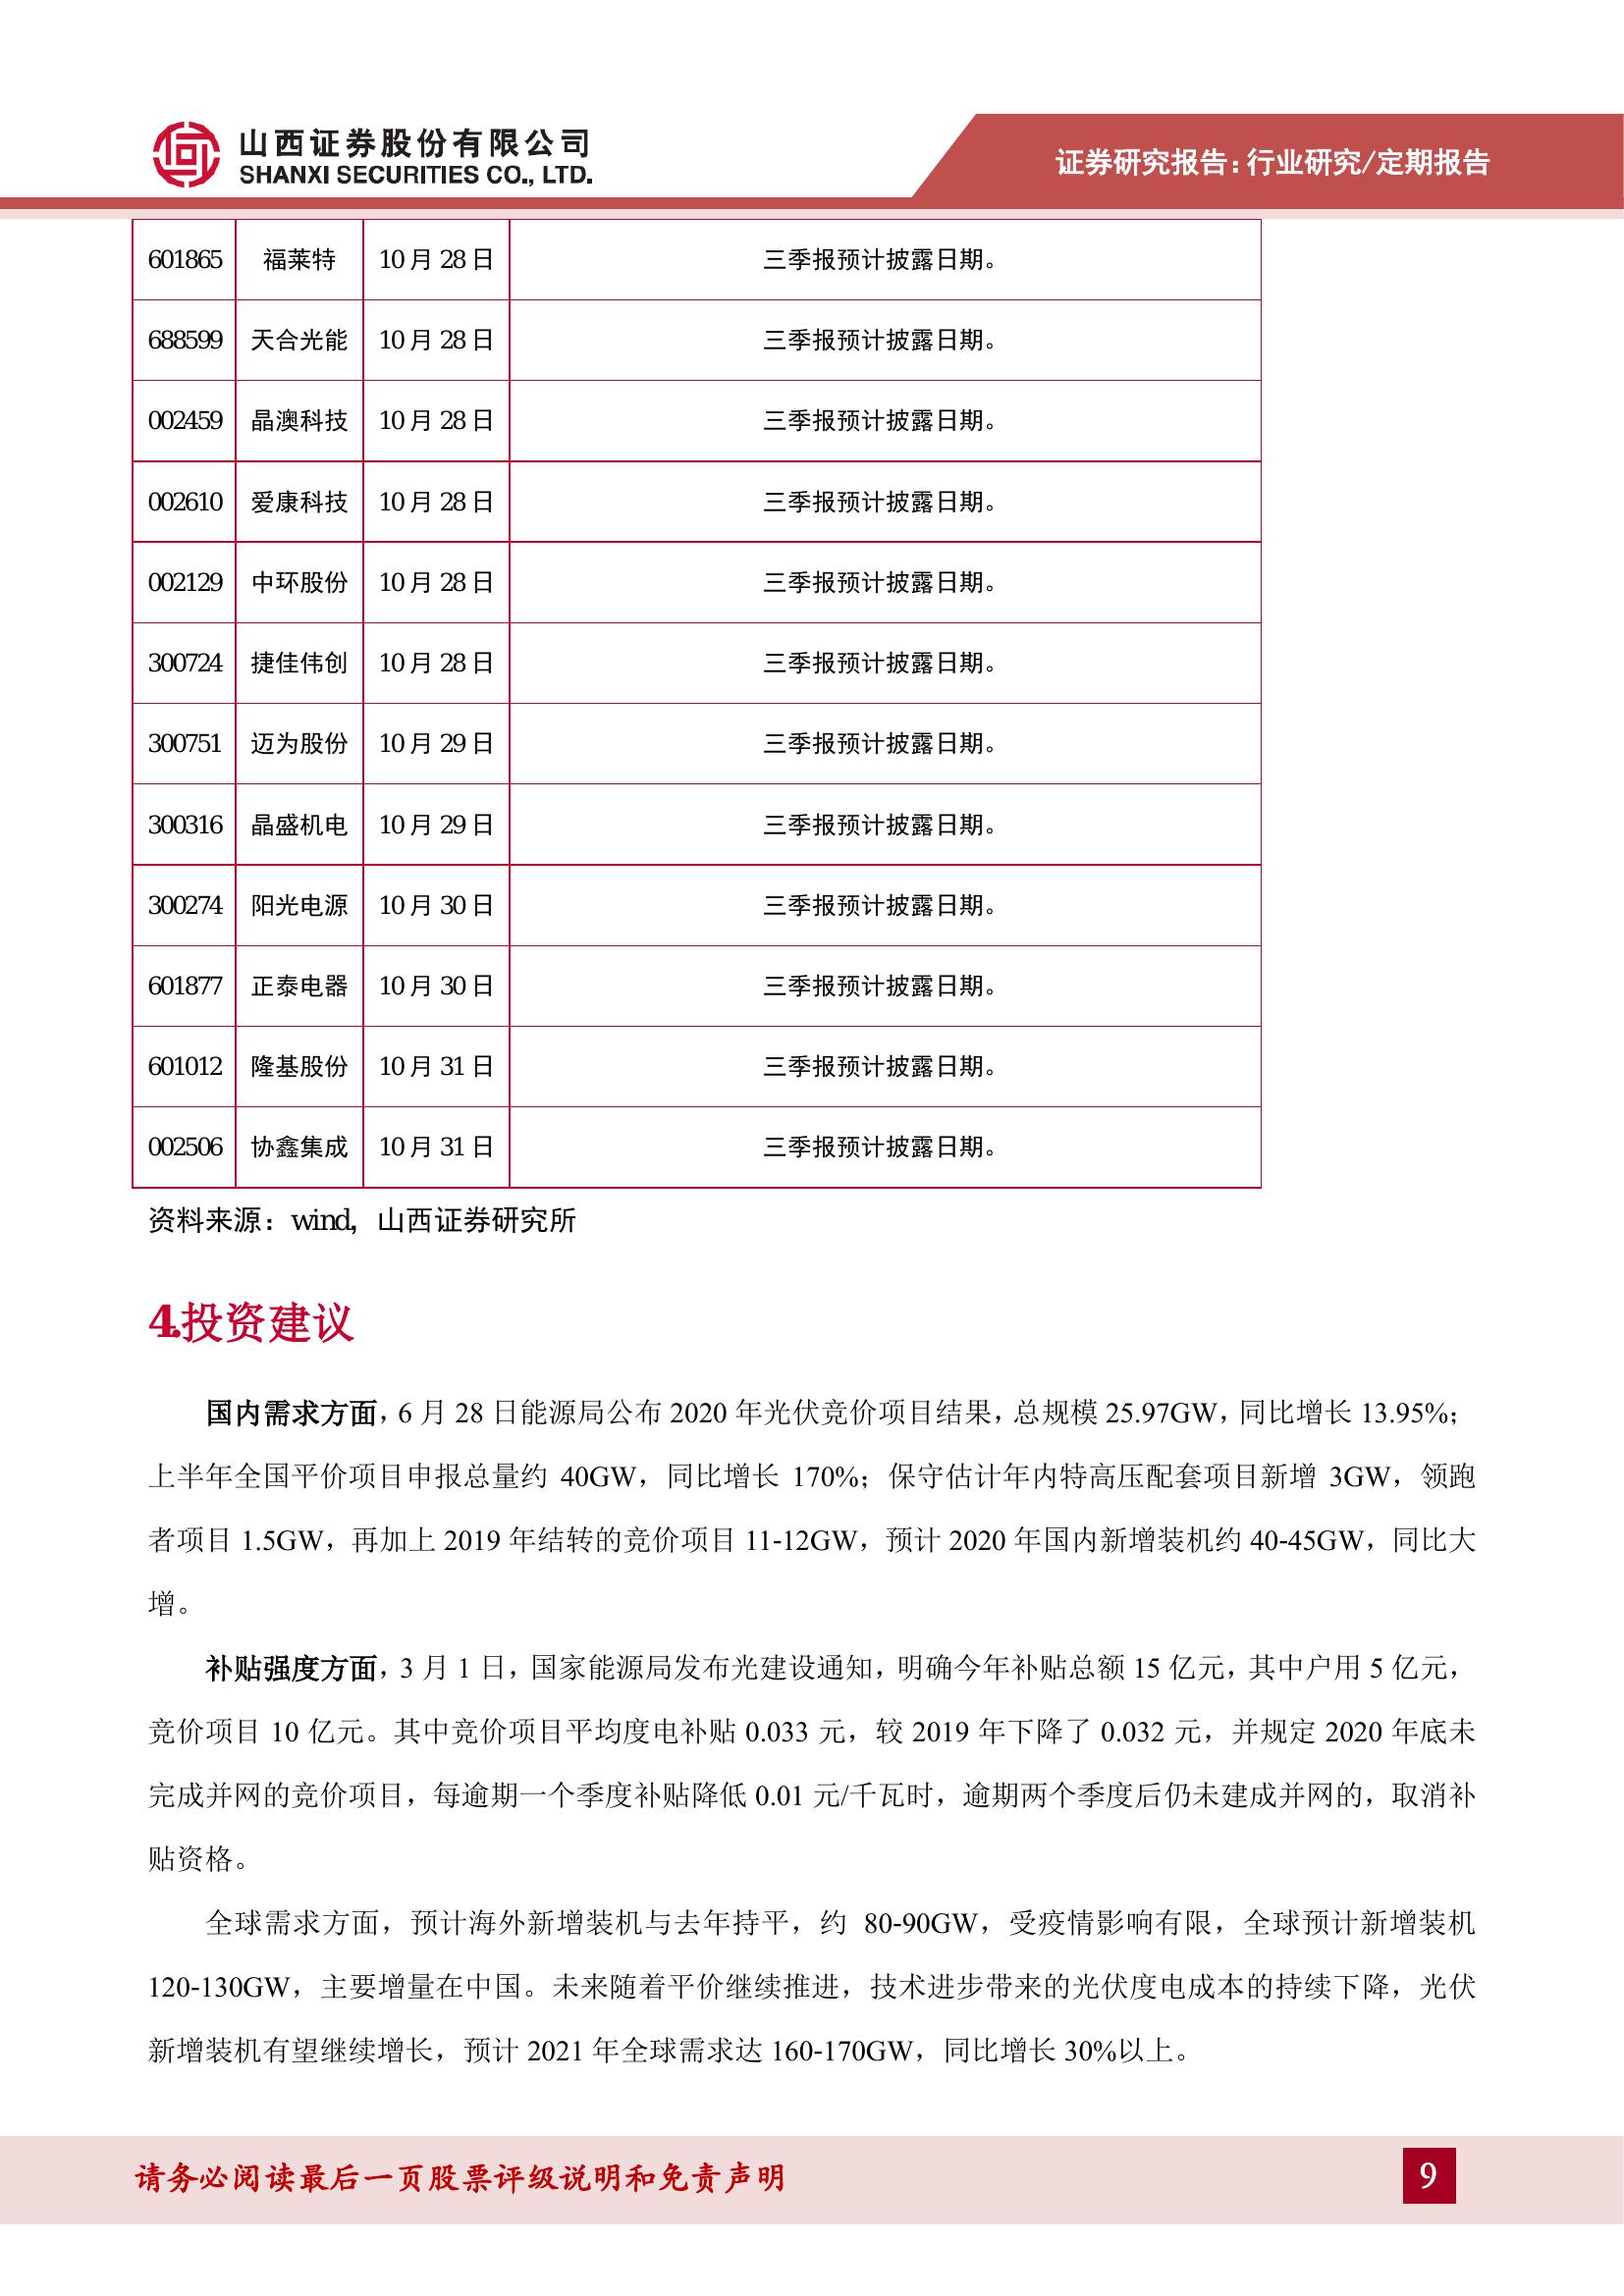 山西证券股份有限公司
SHANXI SECURITIES CO., LTD.
证券研究报告：行业研究/定期报告
601865 福莱特 10 月 28 日 三季报预计披露日期。
688599 天合光能 10 月 28 日 三季报预计披露日期。
002459 晶澳科技 10 月 28 日 三季报预计披露日期。
002610 爱康科技 10 月 28 日 三季报预计披露日期。
002129 中环股份 10 月 28 日 三季报预计披露日期。
300724 捷佳伟创 10 月 28 日 三季报预计披露日期。
300751 迈为股份 10 月 29 日 三季报预计披露日期。
300316 晶盛机电 10 月 29 日 三季报预计披露日期。
300274 阳光电源 10 月 30 日 三季报预计披露日期。
601877 正泰电器 10 月 30 日 三季报预计披露日期。
601012 隆基股份 10 月 31 日 三季报预计披露日期。
002506 协鑫集成 10 月 31 日 三季报预计披露日期。
资料来源：wind，山西证券研究所
4.投资建议
国内需求方面，6 月 28 日能源局公布 2020 年光伏竞价项目结果，总规模 25.97GW，同比增长 13.95%；
上半年全国平价项目申报总量约 40GW，同比增长 170%；保守估计年内特高压配套项目新增 3GW，领跑
者项目 1.5GW，再加上 2019 年结转的竞价项目 11-12GW，预计 2020 年国内新增装机约 40-45GW，同比大
增。
补贴强度方面，3 月 1 日，国家能源局发布光建设通知，明确今年补贴总额 15 亿元，其中户用 5 亿元，
竞价项目 10 亿元。其中竞价项目平均度电补贴 0.033 元，较 2019 年下降了 0.032 元，并规定 2020 年底未
完成并网的竞价项目，每逾期一个季度补贴降低 0.01 元/千瓦时，逾期两个季度后仍未建成并网的，取消补
贴资格。
全球需求方面，预计海外新增装机与去年持平，约 80-90GW，受疫情影响有限，全球预计新增装机
120-130GW，主要增量在中国。未来随着平价继续推进，技术进步带来的光伏度电成本的持续下降，光伏
新增装机有望继续增长，预计 2021 年全球需求达 160-170GW，同比增长 30%以上。
请务必阅读最后一页股票评级说明和免责声明
9